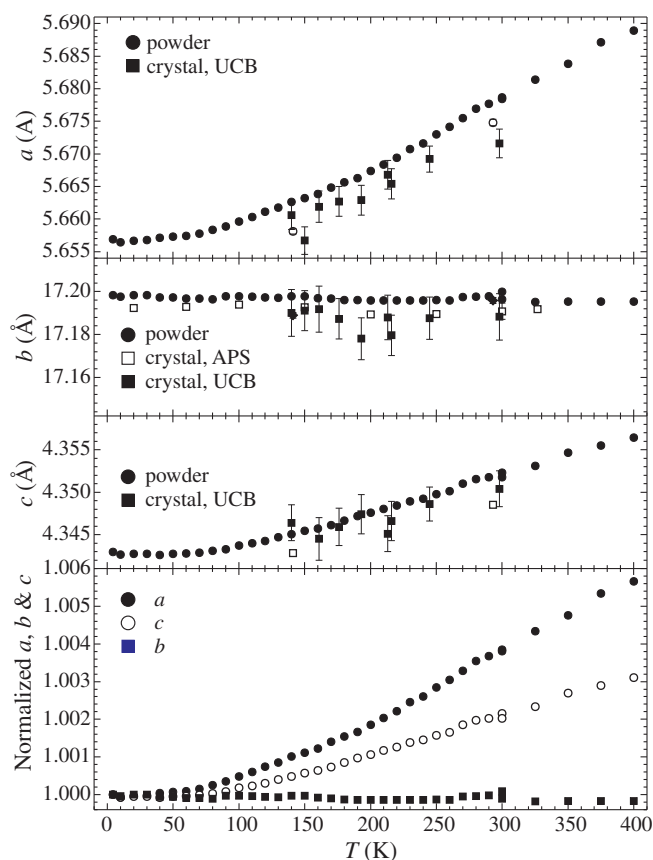 5.690
5.685
5.680
5.675
5.670
5.665
5.660
5.655
a (Å)
powder
crystal, UCB
17.20
17.18
17.16
b (Å)
powder
crystal, APS
crystal, UCB
4.355
4.350
4.345
c (Å)
powder
crystal, UCB
1.006
1.005
1.004
1.003
1.002
1.001
1.000
Normalized a, b & c
a
c
b
0 50 100 150 200 250 300 350 400
T (K)